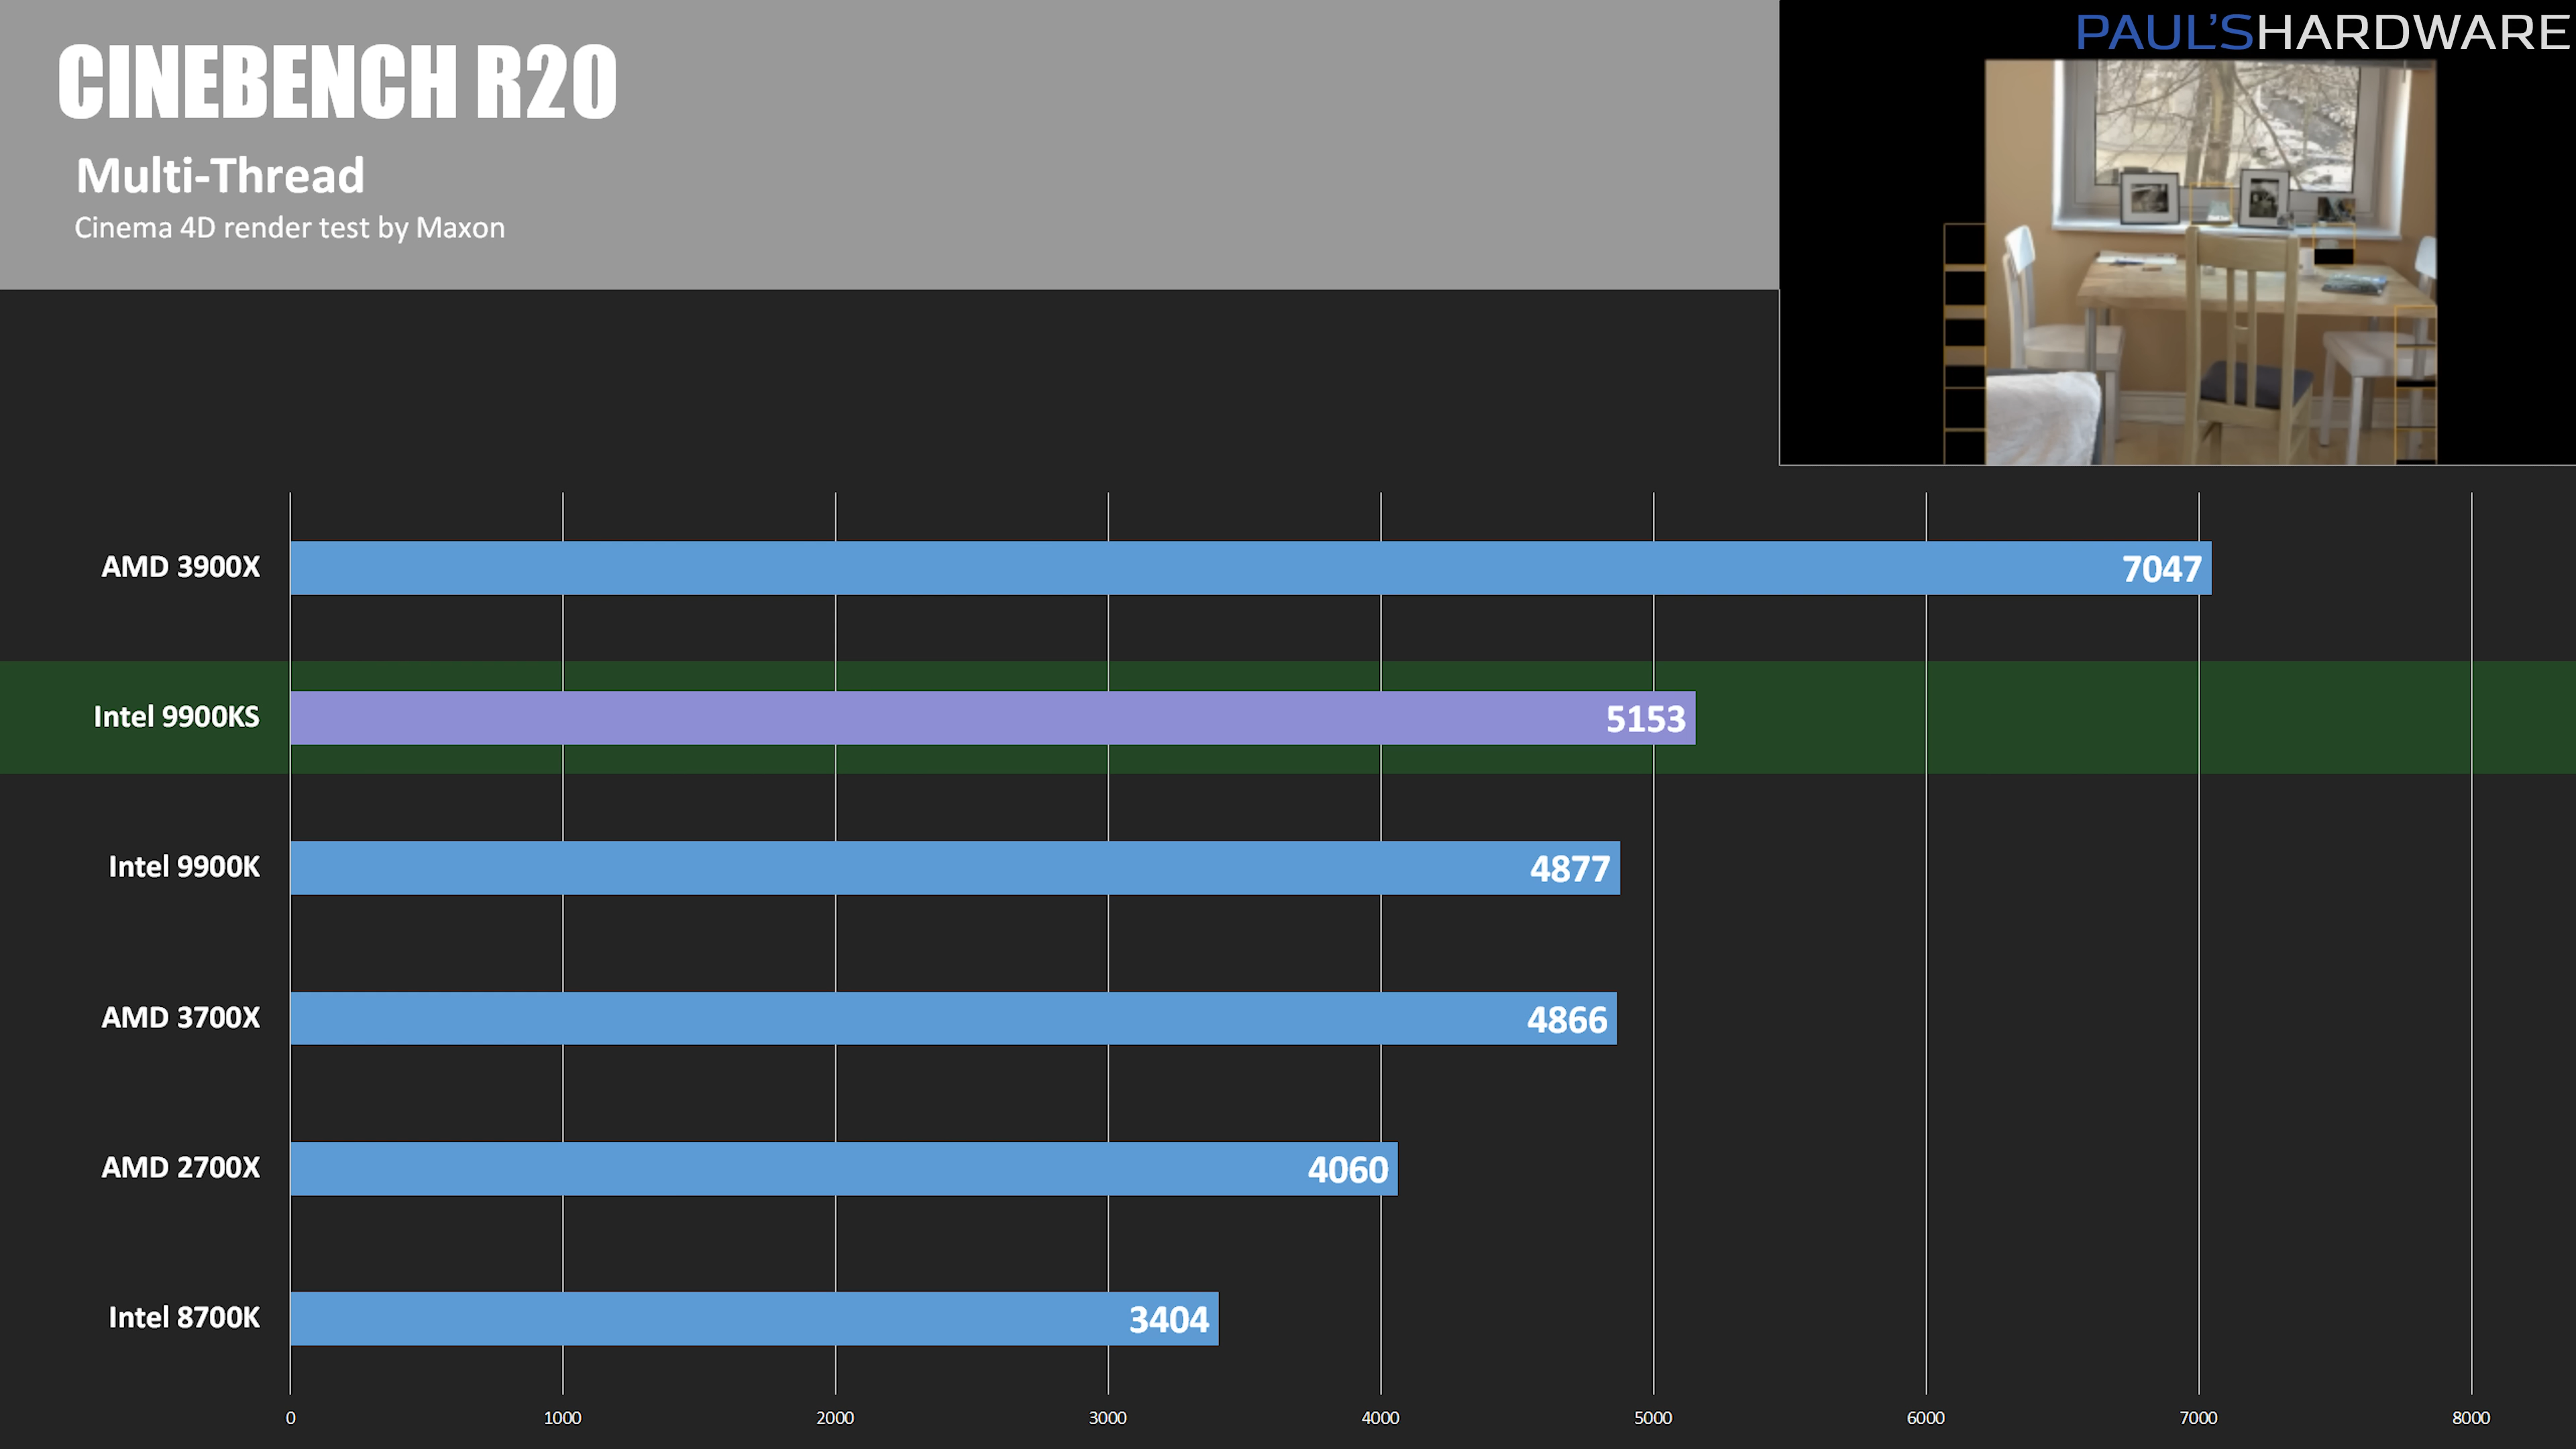 CINEBENCH R20
Multi-Thread
Cinema 4D render test by Maxon
PAUL'SHARDWARE
AMD 3900X 7047
Intel 9900KS 5153
Intel 9900K 4877
AMD 3700X 4866
AMD 2700X 4060
Intel 8700K 3404
0 1000 2000 3000 4000 5000 6000 7000 8000